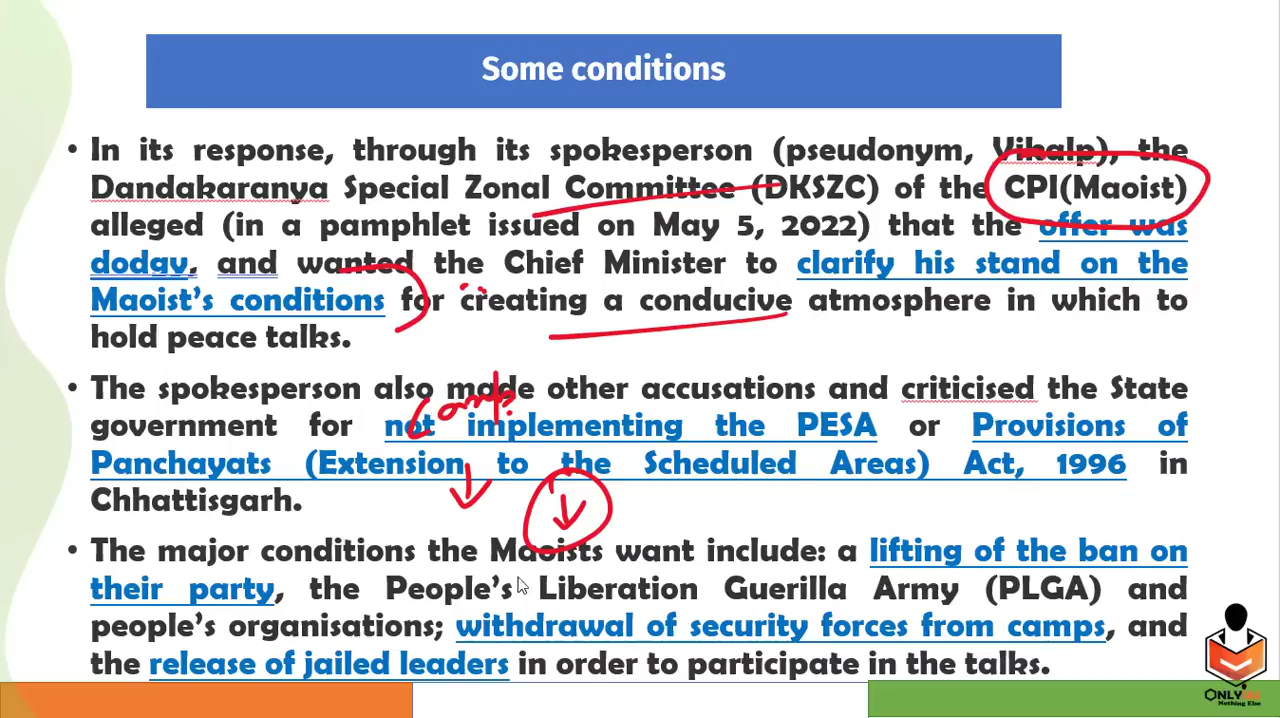 Some conditions
• In its response, through its spokesperson (pseudonym, Vikalp), the
Dandakaranya Special Zonal Committee (DKSZC) of the CPI(Maoist)
alleged (in a pamphlet issued on May 5, 2022) that the offer was
dodgy, and wanted the Chief Minister to clarify his stand on the
Maoist’s conditions for creating a conducive atmosphere in which to
hold peace talks.
• The spokesperson also made other accusations and criticised the State
government for not implementing the PESA or Provisions of
Panchayats (Extension to the Scheduled Areas) Act, 1996 in
Chhattisgarh.
• The major conditions the Maoists want include: a lifting of the ban on
their party, the People’s Liberation Guerilla Army (PLGA) and
people’s organisations; withdrawal of security forces from camps, and
the release of jailed leaders in order to participate in the talks.
Nothing Else